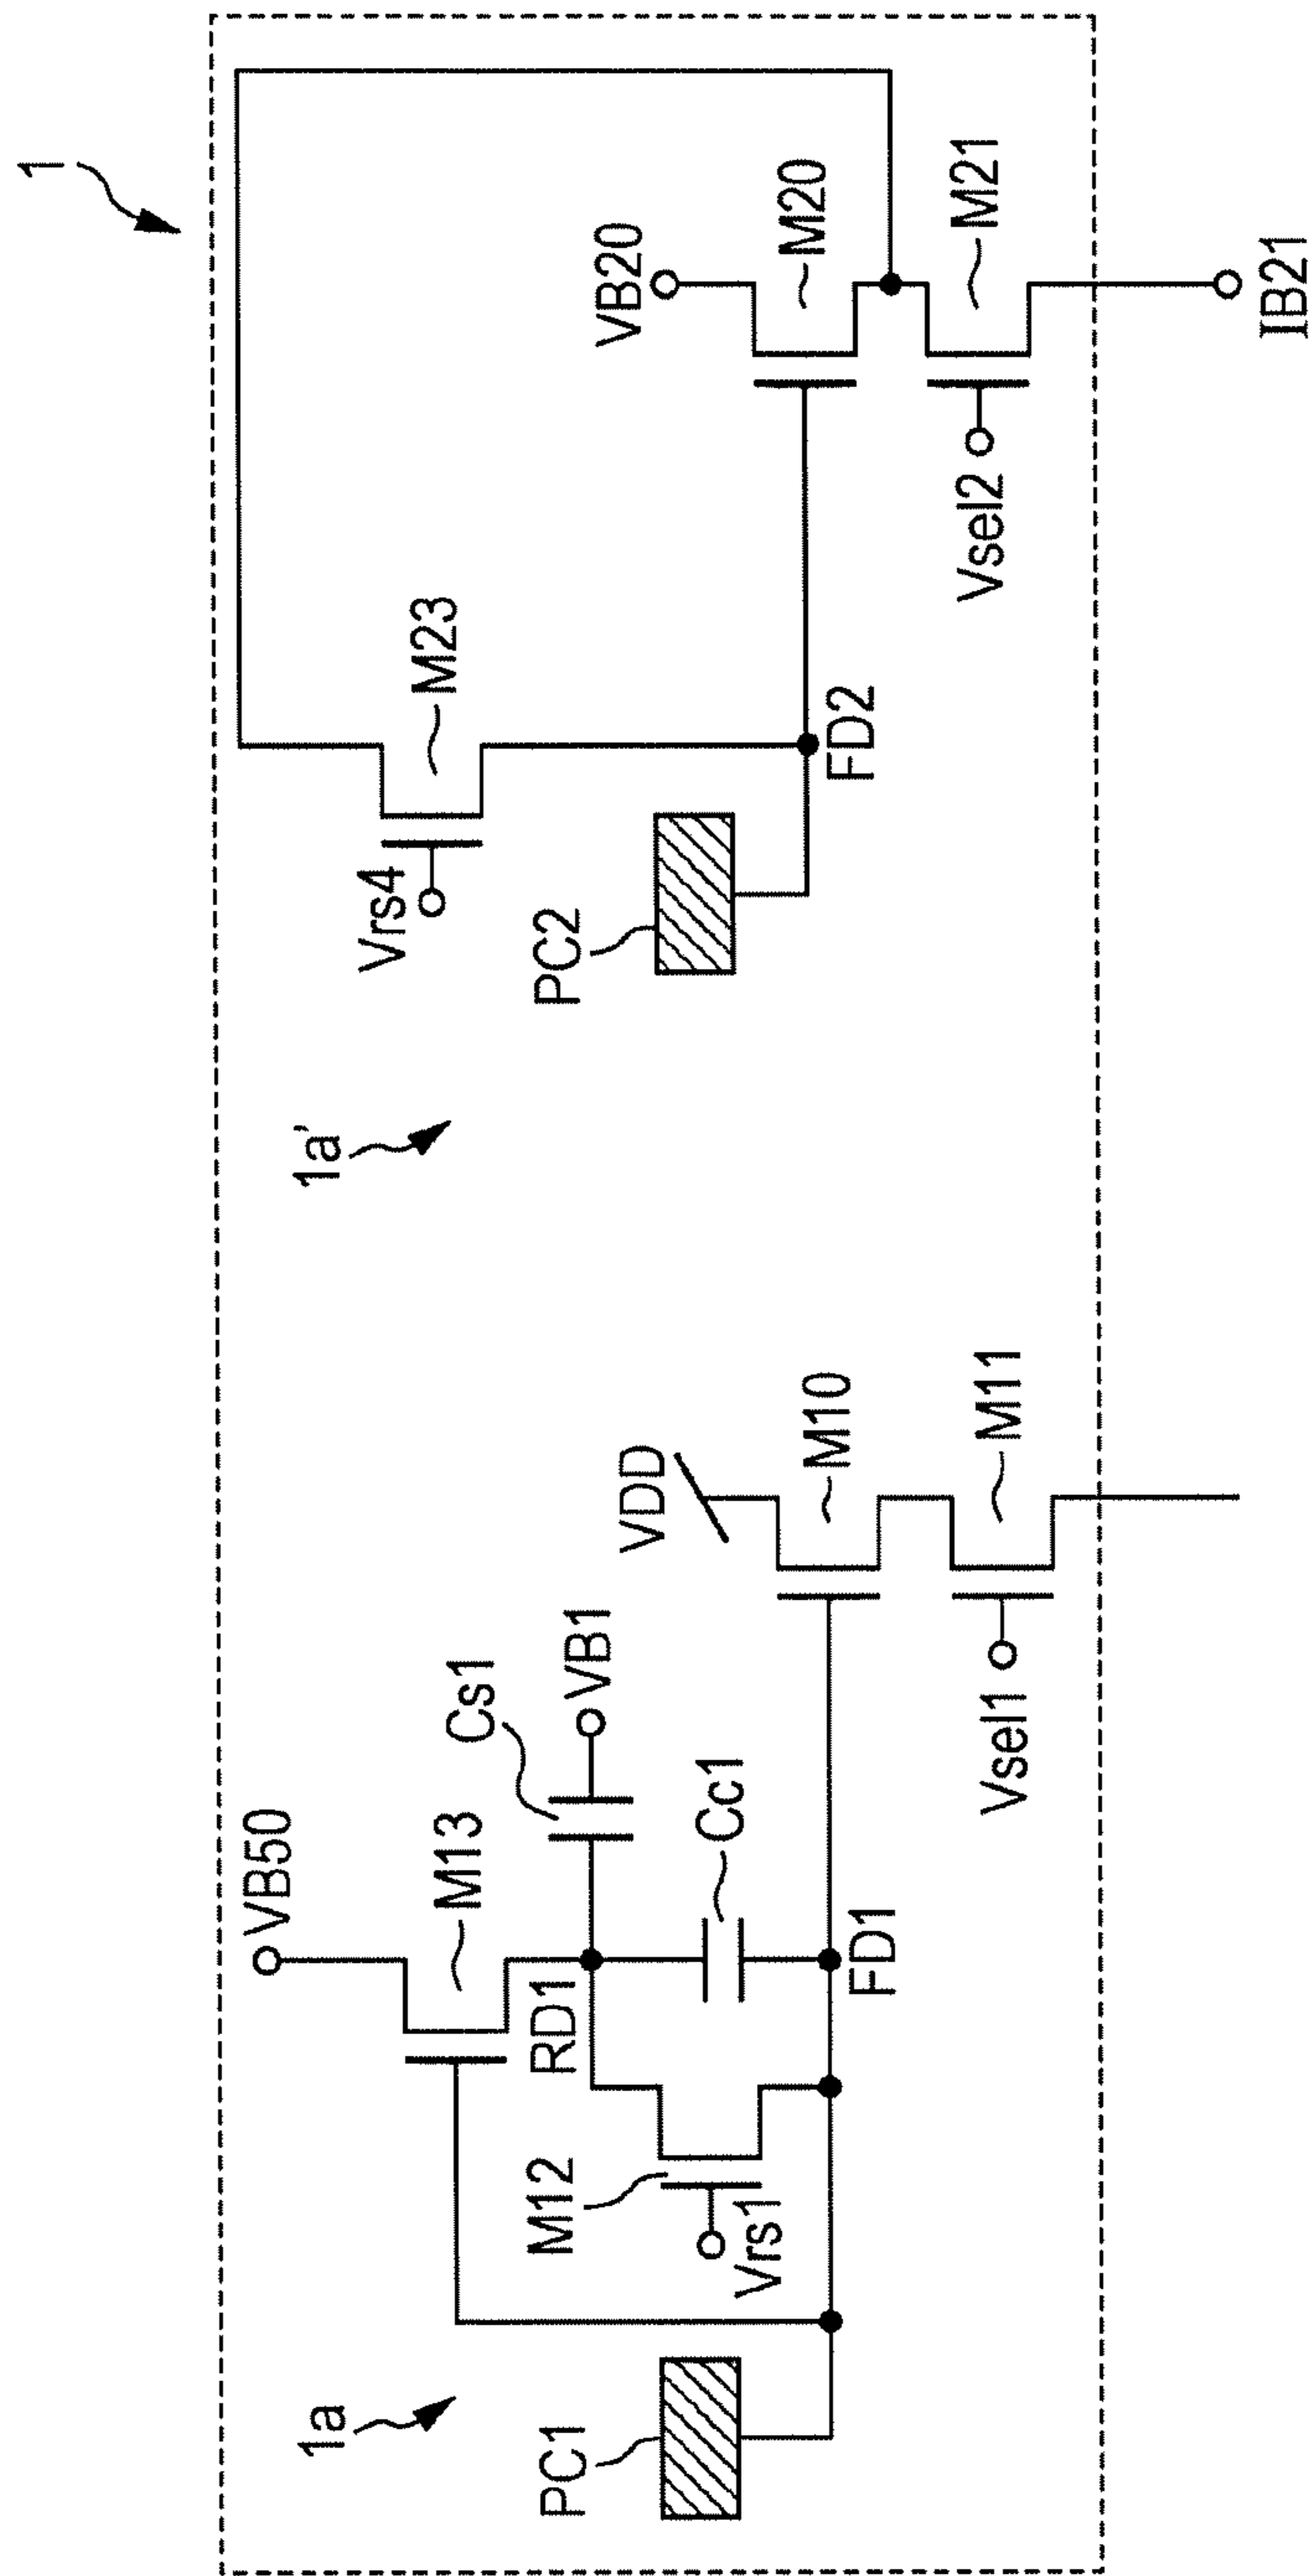 1
1a
1a'
VB50
M13
Cs1
VB1
RD1
M12
Vrs1
Cc1
PC1
FD1
VDD
M10
M11
Vsel1
Vrs4
M23
PC2
FD2
VB20
M20
M21
Vsel2
IB21